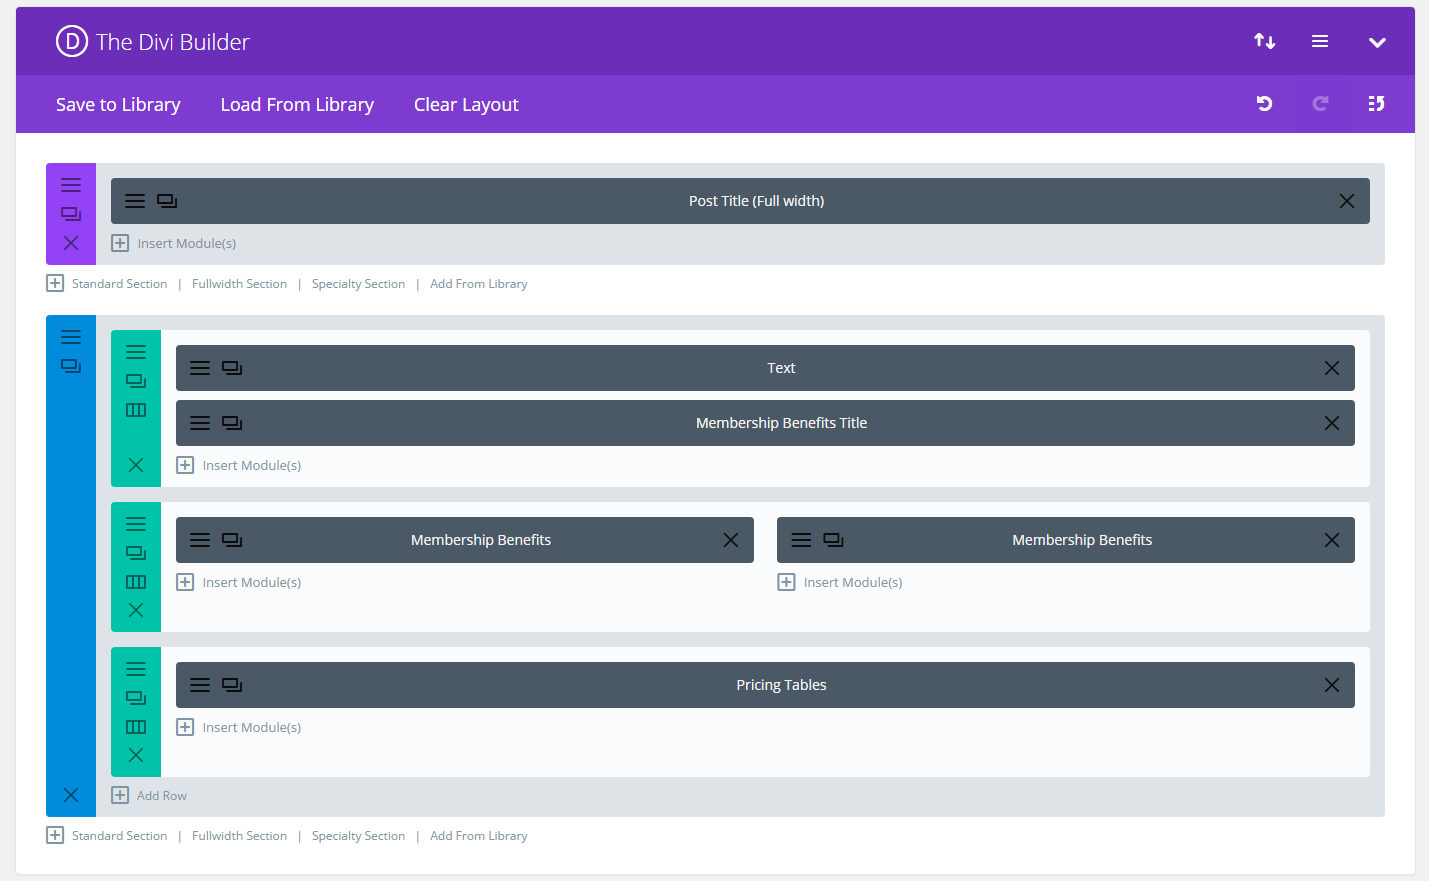 D The Divi Builder
Save to Library Load From Library Clear Layout
Post Title (Full width)
Insert Module(s)
Standard Section | Fullwidth Section | Specialty Section | Add From Library
Text
Membership Benefits Title
Insert Module(s)
Membership Benefits Membership Benefits
Insert Module(s) Insert Module(s)
Pricing Tables
Insert Module(s)
Add Row
Standard Section | Fullwidth Section | Specialty Section | Add From Library